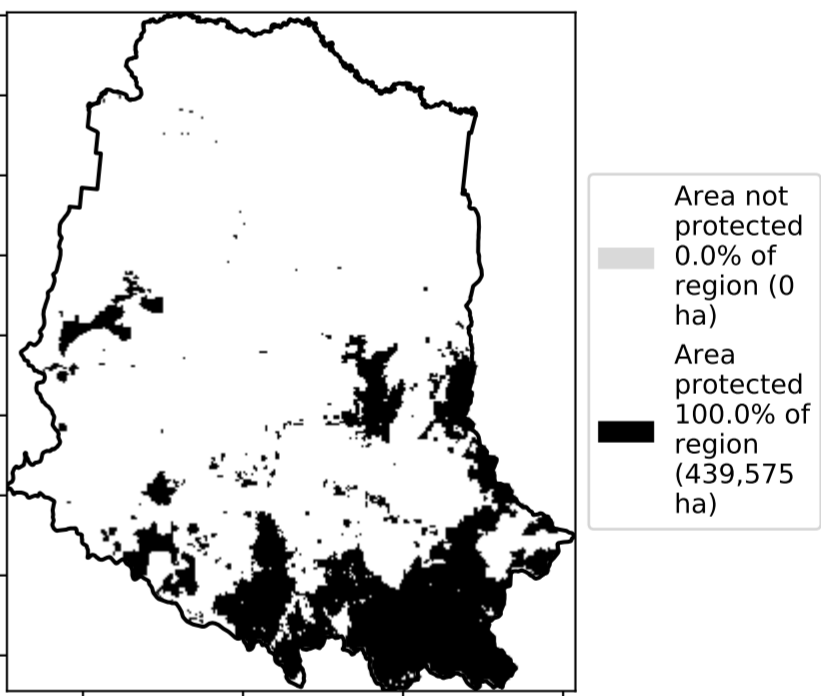 Area not
protected
0.0% of
region (0
ha)
Area
protected
100.0% of
region
(439,575
ha)